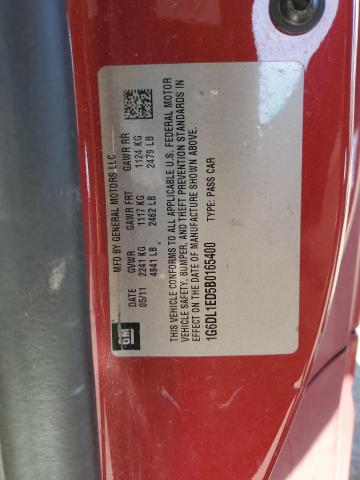 GM
MFD BY GENERAL MOTORS LLC
DATE GVWR GAWR FRT GAWR RR
05/11 2241 KG 1117 KG 1124 KG
4941 LB 2462 LB 2479 LB
THIS VEHICLE CONFORMS TO ALL APPLICABLE U.S. FEDERAL MOTOR
VEHICLE SAFETY, BUMPER, AND THEFT PREVENTION STANDARDS IN
EFFECT ON THE DATE OF MANUFACTURE SHOWN ABOVE.
1G6DL1ED5B0165400 TYPE: PASS CAR